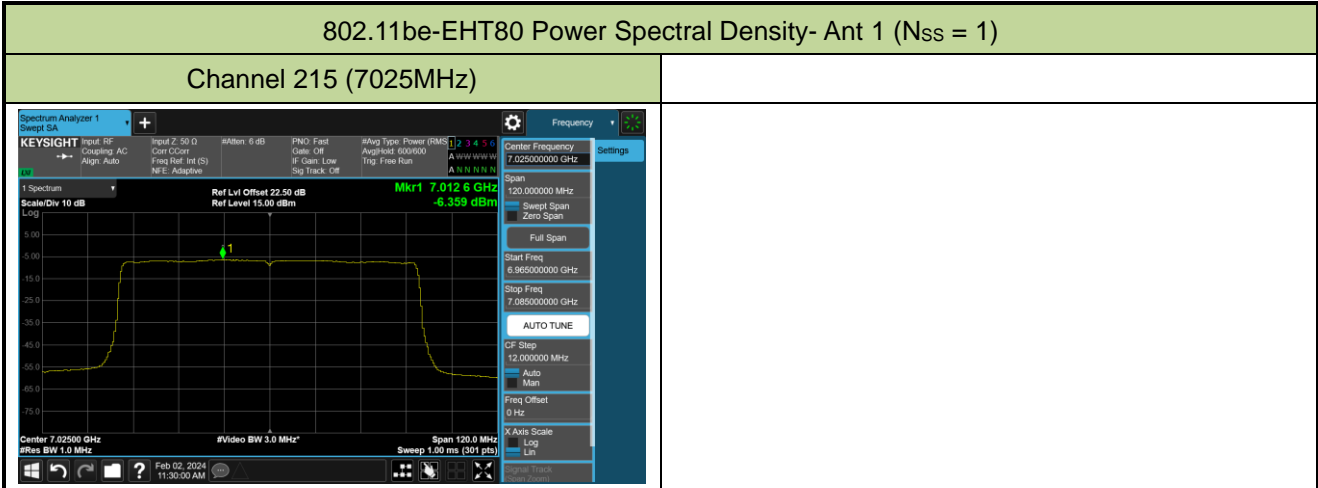 802.11be-EHT80 Power Spectral Density- Ant 1 (NSS = 1)
Channel 215 (7025MHz)
Spectrum Analyzer 1
Swept SA
+
Frequency
KEYSIGHT
Input: RF
Coupling: AC
Align: Auto
Input Z: 50 Ω
Corr CCorr
Freq Ref: Int (S)
NFE: Adaptive
#Atten: 6 dB
PNO: Fast
Gate: Off
IF Gain: Low
Sig Track: Off
#Avg Type: Power (RMS
Avg|Hold: 600/600
Trig: Free Run
1 2 3 4 5 6
A W W W W W
A N N N N N
LXI
Center Frequency
7.025000000 GHz
Settings
Span
120.000000 MHz
Swept Span
Zero Span
Full Span
Start Freq
6.965000000 GHz
Stop Freq
7.085000000 GHz
AUTO TUNE
CF Step
12.000000 MHz
Auto
Man
Freq Offset
0 Hz
X Axis Scale
Log
Lin
Signal Track
(Span Zoom)
1 Spectrum
Scale/Div 10 dB
Log
Ref Lvl Offset 22.50 dB
Ref Level 15.00 dBm
Mkr1 7.012 6 GHz
-6.359 dBm
1
5.00
-5.00
-15.0
-25.0
-35.0
-45.0
-55.0
-65.0
-75.0
Center 7.02500 GHz
#Res BW 1.0 MHz
#Video BW 3.0 MHz*
Span 120.0 MHz
Sweep 1.00 ms (301 pts)
?
Feb 02, 2024
11:30:00 AM